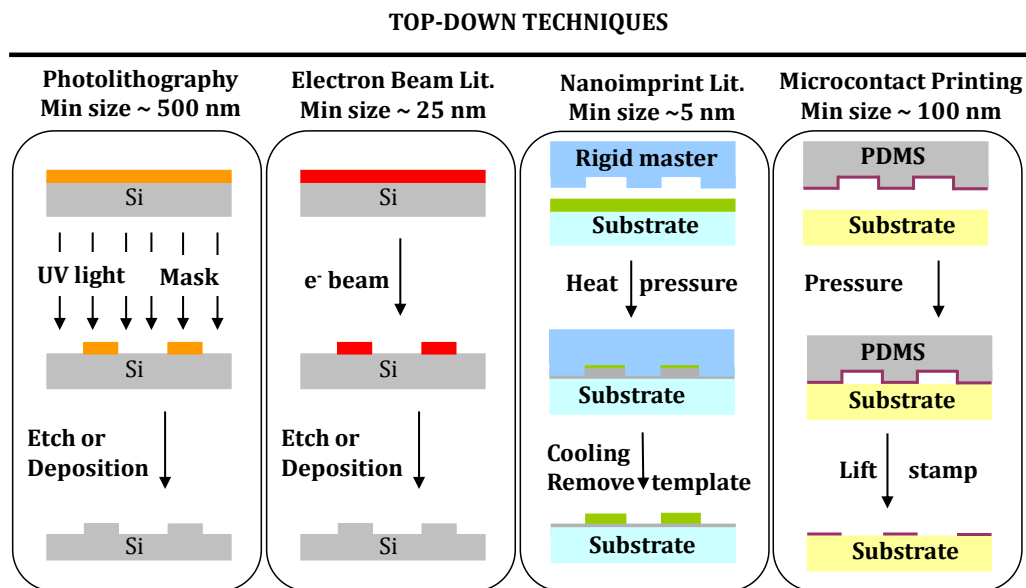 TOP-DOWN TECHNIQUES
Photolithography
Min size ~ 500 nm
Si
UV light
Mask
Si
Etch or
Deposition
Si
Electron Beam Lit.
Min size ~ 25 nm
Si
e- beam
Si
Etch or
Deposition
Si
Nanoimprint Lit.
Min size ~5 nm
Rigid master
Substrate
Heat pressure
Substrate
Cooling
Remove template
Substrate
Microcontact Printing
Min size ~ 100 nm
PDMS
Substrate
Pressure
PDMS
Substrate
Lift stamp
Substrate